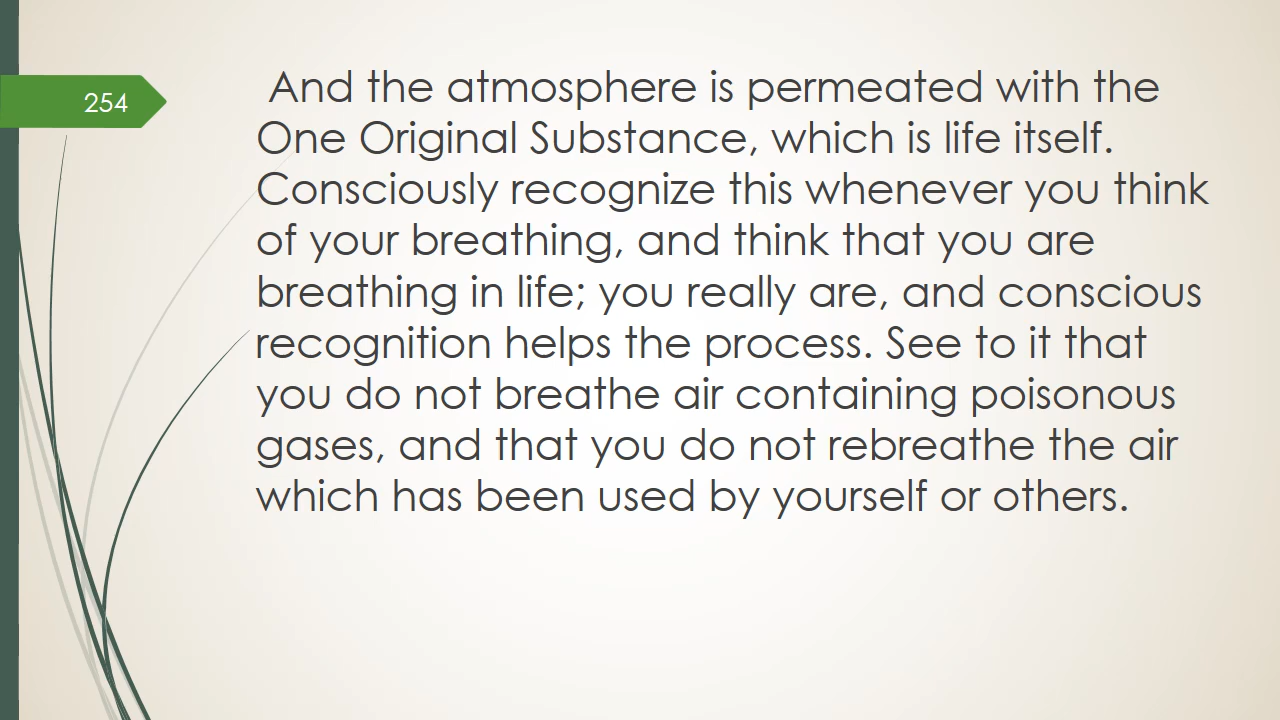 254
And the atmosphere is permeated with the
One Original Substance, which is life itself.
Consciously recognize this whenever you think
of your breathing, and think that you are
breathing in life; you really are, and conscious
recognition helps the process. See to it that
you do not breathe air containing poisonous
gases, and that you do not rebreathe the air
which has been used by yourself or others.